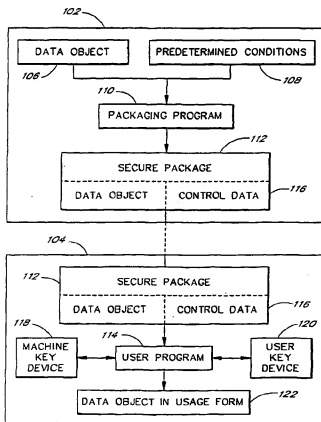 102
DATA OBJECT
PREDETERMINED CONDITIONS
106
108
110
PACKAGING PROGRAM
112
SECURE PACKAGE
DATA OBJECT CONTROL DATA
116
104
112
SECURE PACKAGE
DATA OBJECT CONTROL DATA
116
118
114
120
MACHINE KEY DEVICE
USER PROGRAM
USER KEY DEVICE
DATA OBJECT IN USAGE FORM
122